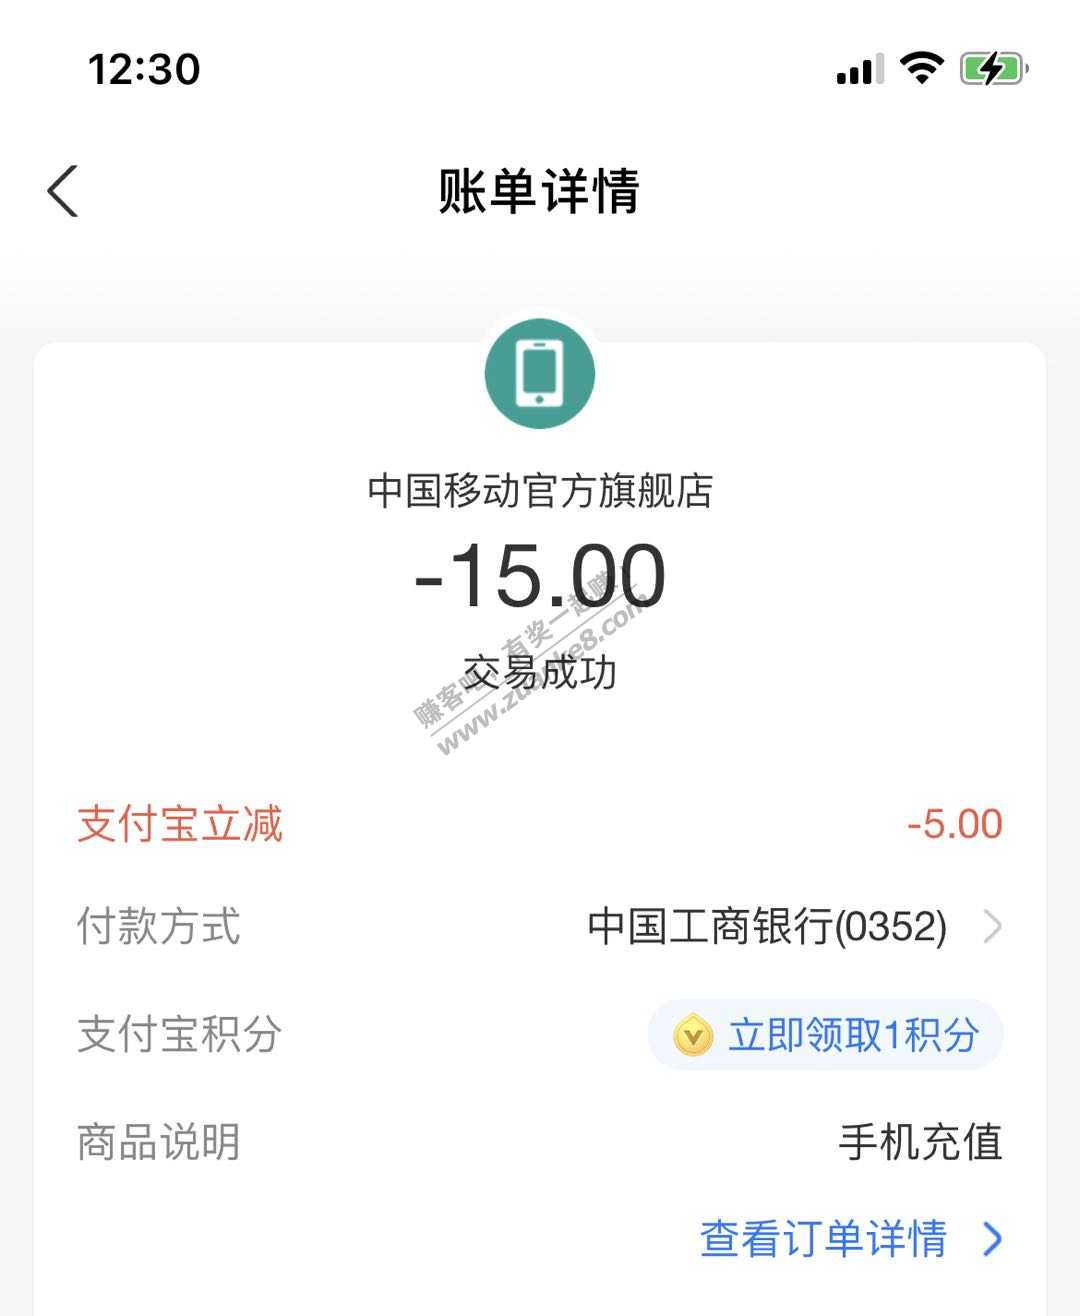 12:30
账单详情
中国移动官方旗舰店
-15.00
交易成功
赚客吧，有奖一起赚！
www.zuanke8.com
支付宝立减 -5.00
付款方式 中国工商银行(0352)
支付宝积分 立即领取1积分
商品说明 手机充值
查看订单详情